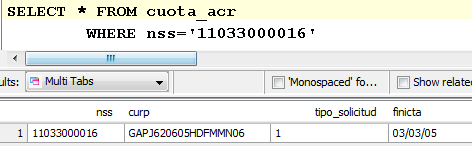 SELECT * FROM cuota_acr
WHERE nss='11033000016'
ults: Multi Tabs 'Monospaced' fo... Show related
nss curp tipo_solicitud finicta
1 11033000016 GAPJ620605HDFMMN06 1 03/03/05